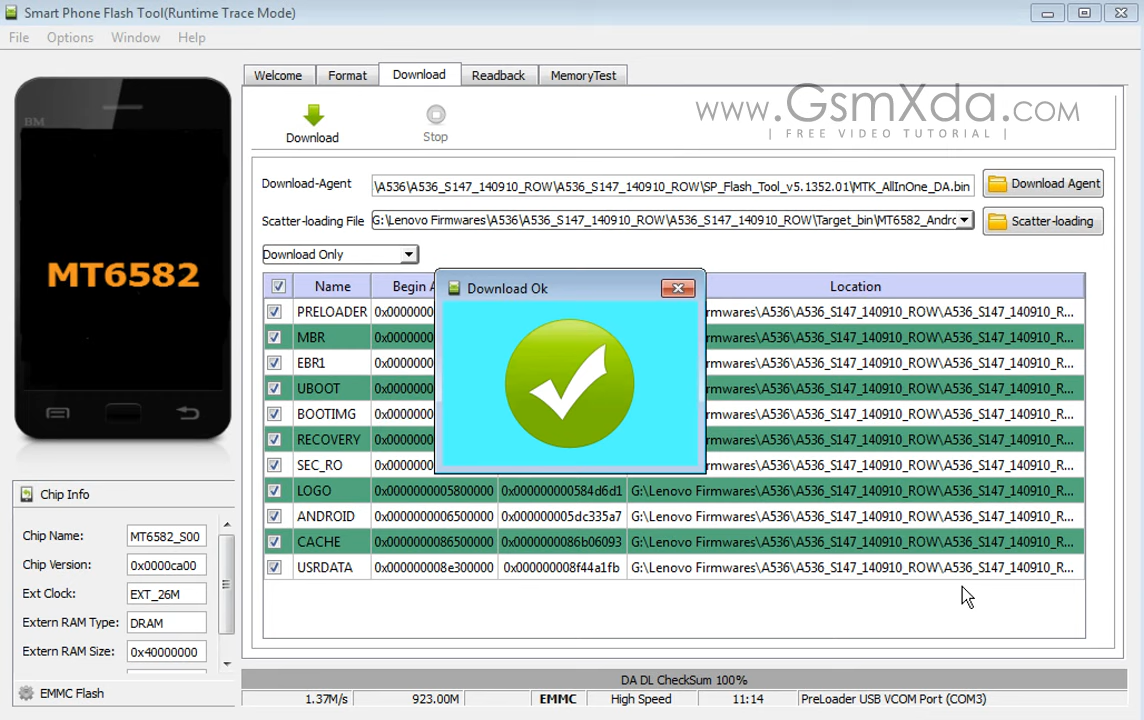 Smart Phone Flash Tool(Runtime Trace Mode)
File Options Window Help
Welcome Format Download Readback MemoryTest
www.GsmXda.com
| FREE VIDEO TUTORIAL |
Download Stop
BM
MT6582
Download-Agent \A536\A536_S147_140910_ROW\A536_S147_140910_ROW\SP_Flash_Tool_v5.1352.01\MTK_AllInOne_DA.bin Download Agent
Scatter-loading File G:\Lenovo Firmwares\A536\A536_S147_140910_ROW\A536_S147_140910_ROW\Target_bin\MT6582_Andro Scatter-loading
Download Only
Name Begin A Location
Download Ok
PRELOADER 0x0000000 rmwares\A536\A536_S147_140910_ROW\A536_S147_140910_R...
MBR 0x0000000 rmwares\A536\A536_S147_140910_ROW\A536_S147_140910_R...
EBR1 0x0000000 rmwares\A536\A536_S147_140910_ROW\A536_S147_140910_R...
UBOOT 0x0000000 rmwares\A536\A536_S147_140910_ROW\A536_S147_140910_R...
BOOTIMG 0x0000000 rmwares\A536\A536_S147_140910_ROW\A536_S147_140910_R...
RECOVERY 0x0000000 rmwares\A536\A536_S147_140910_ROW\A536_S147_140910_R...
SEC_RO 0x0000000 rmwares\A536\A536_S147_140910_ROW\A536_S147_140910_R...
LOGO 0x0000000005800000 0x000000000584d6d1 G:\Lenovo Firmwares\A536\A536_S147_140910_ROW\A536_S147_140910_R...
ANDROID 0x0000000006500000 0x000000005dc335a7 G:\Lenovo Firmwares\A536\A536_S147_140910_ROW\A536_S147_140910_R...
CACHE 0x0000000086500000 0x0000000086b06093 G:\Lenovo Firmwares\A536\A536_S147_140910_ROW\A536_S147_140910_R...
USRDATA 0x000000008e300000 0x000000008f44a1fb G:\Lenovo Firmwares\A536\A536_S147_140910_ROW\A536_S147_140910_R...
Chip Info
Chip Name: MT6582_S00
Chip Version: 0x0000ca00
Ext Clock: EXT_26M
Extern RAM Type: DRAM
Extern RAM Size: 0x40000000
EMMC Flash
DA DL CheckSum 100%
1.37M/s 923.00M EMMC High Speed 11:14 PreLoader USB VCOM Port (COM3)